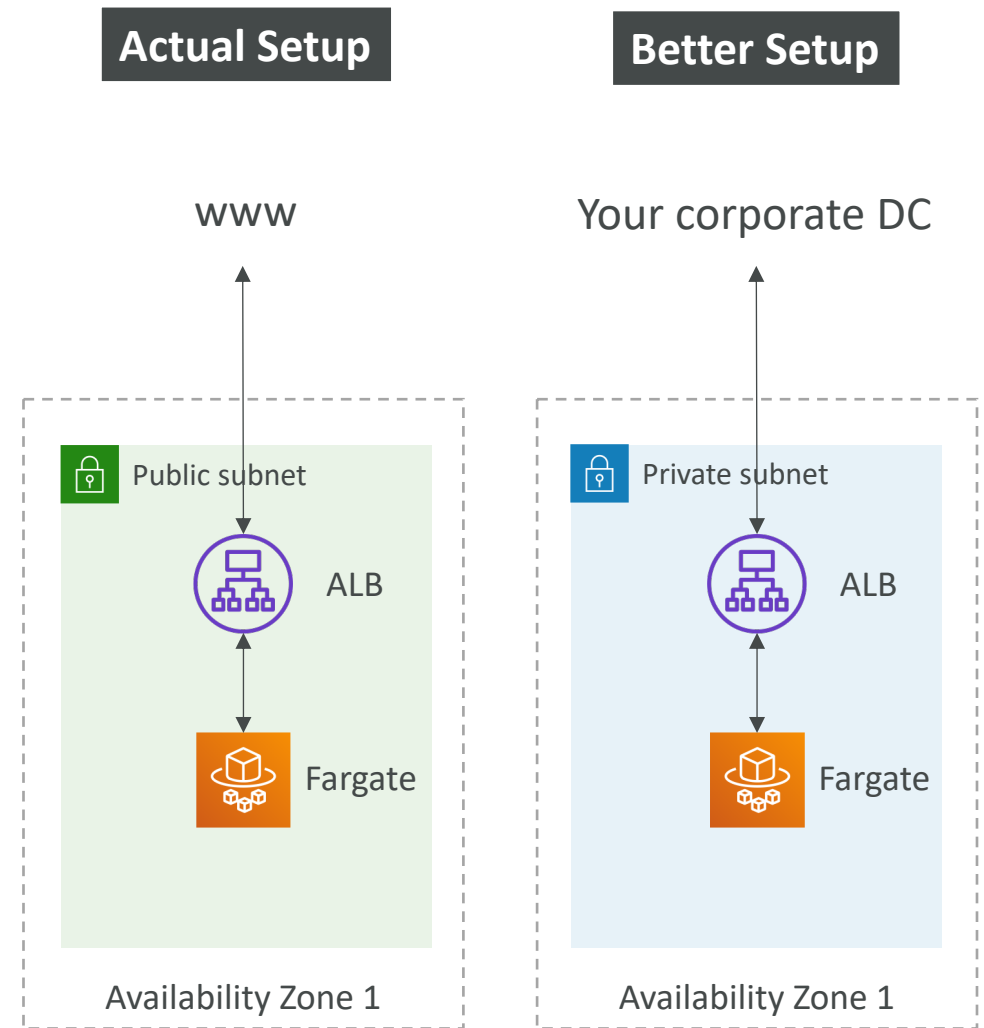 Actual Setup
Better Setup
www
Your corporate DC
Public subnet
Private subnet
ALB
ALB
Fargate
Fargate
Availability Zone 1
Availability Zone 1